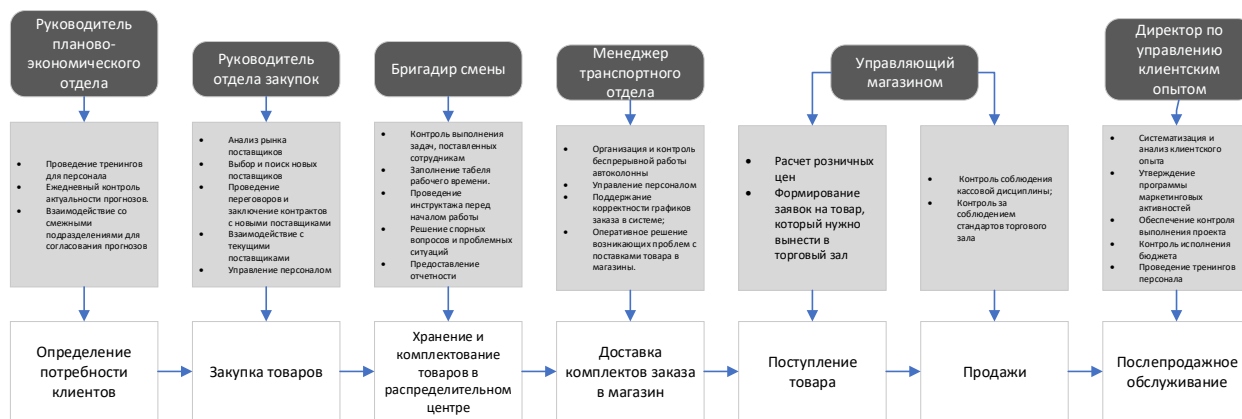 Руководитель
планово-
экономического
отдела
Руководитель
отдела закупок
Бригадир смены
Менеджер
транспортного
отдела
Управляющий
магазином
Директор по
управлению
клиентским
опытом
• Проведение тренингов
для персонала
• Ежедневный контроль
актуальности прогнозов.
• Взаимодействие со
смежными
подразделениями для
согласования прогнозов
• Анализ рынка
поставщиков
• Выбор и поиск новых
поставщиков
• Проведение
переговоров и
заключение контрактов
с новыми поставщиками
• Взаимодействие с
текущими
поставщиками
• Управление персоналом
• Контроль выполнения
задач, поставленных
сотрудникам
• Заполнение табеля
рабочего времени.
• Проведение
инструктажа перед
началом работы
• Решение спорных
вопросов и проблемных
ситуаций
• Предоставление
отчетности
• Организация и контроль
беспрерывной работы
автоколонны
• Управление персоналом
• Поддержание
корректности графиков
заказа в системе;
• Оперативное решение
возникающих проблем с
поставками товара в
магазины.
• Расчет розничных
цен
• Формирование
заявок на товар,
который нужно
вынести в
торговый зал
• Контроль соблюдения
кассовой дисциплины;
• Контроль за
соблюдением
стандартов торгового
зала
• Систематизация и
анализ клиентского
опыта
• Утверждение
программы
маркетинговых
активностей
• Обеспечение контроля
выполнения проекта
• Контроль исполнения
бюджета
• Проведение тренингов
персонала
Определение
потребности
клиентов
Закупка товаров
Хранение и
комплектование
товаров в
распределительном
центре
Доставка
комплектов заказа
в магазин
Поступление
товара
Продажи
Послепродажное
обслуживание